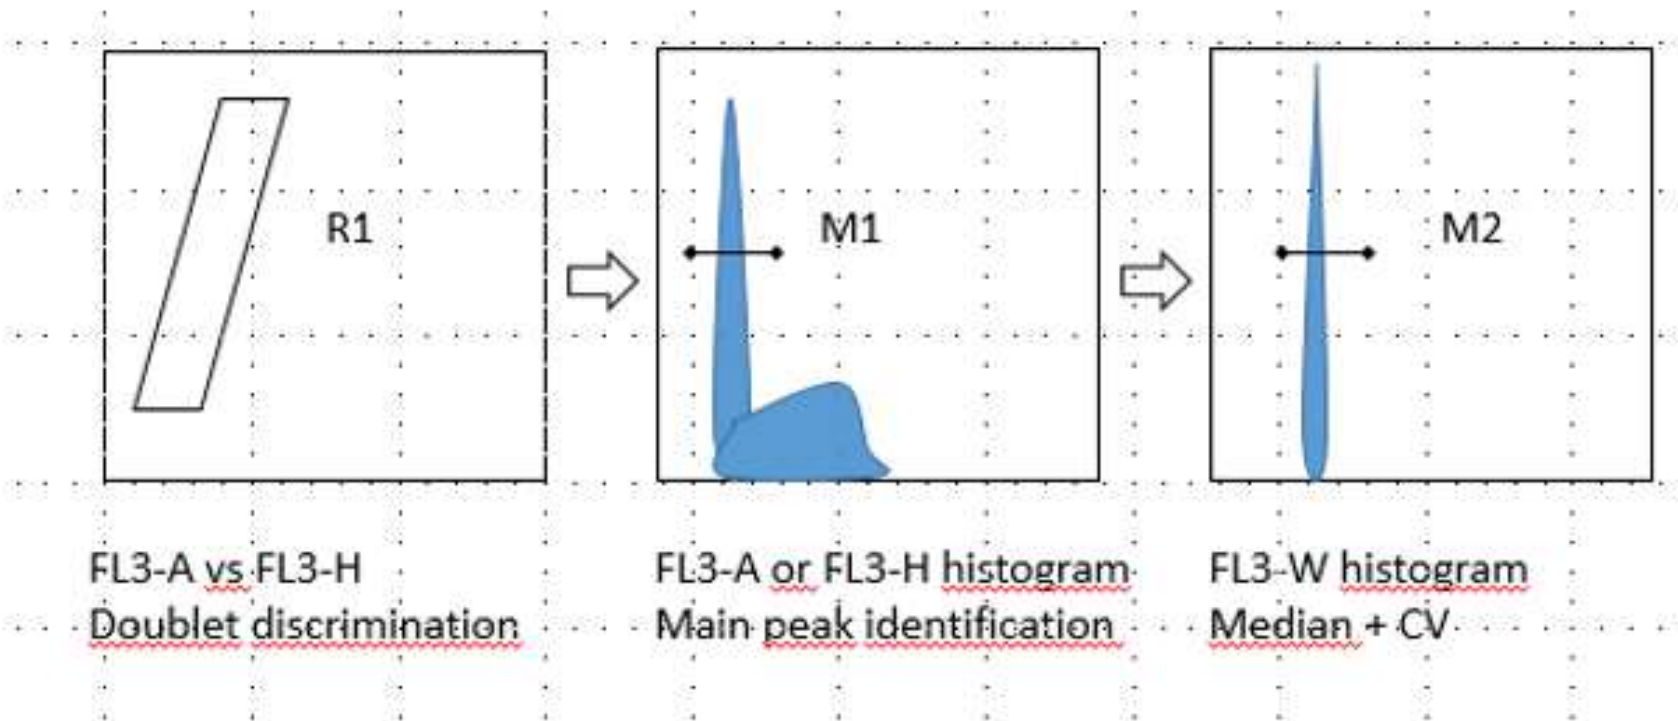 R1
M1
M2
FL3-A vs FL3-H
Doublet discrimination
FL3-A or FL3-H histogram
Main peak identification
FL3-W histogram
Median + CV